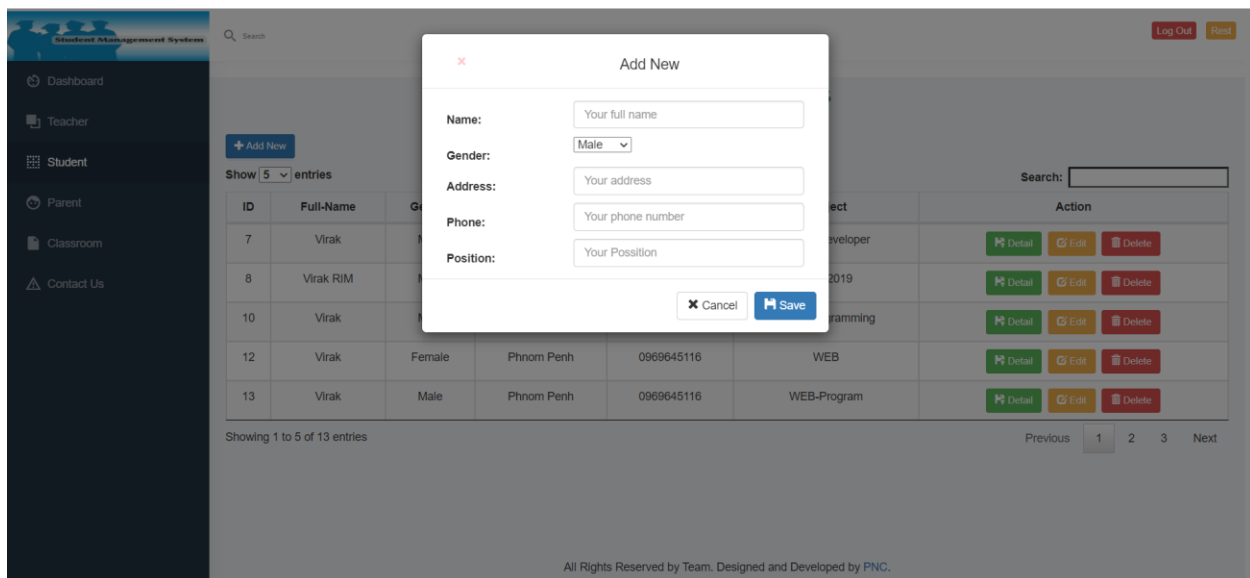 Student Management System
Search
Log Out Rest
Dashboard
Teacher
Student
Parent
Classroom
Contact Us
× Add New
Name: Your full name
Gender: Male
Address: Your address
Phone: Your phone number
Position: Your Possition
Cancel Save
Add New
Show 5 entries Search:
ID Full-Name Action
7 Virak Detail Edit Delete
8 Virak RIM 2019 Detail Edit Delete
10 Virak Detail Edit Delete
12 Virak Female Phnom Penh 0969645116 WEB Detail Edit Delete
13 Virak Male Phnom Penh 0969645116 WEB-Program Detail Edit Delete
Showing 1 to 5 of 13 entries Previous 1 2 3 Next
All Rights Reserved by Team. Designed and Developed by PNC.